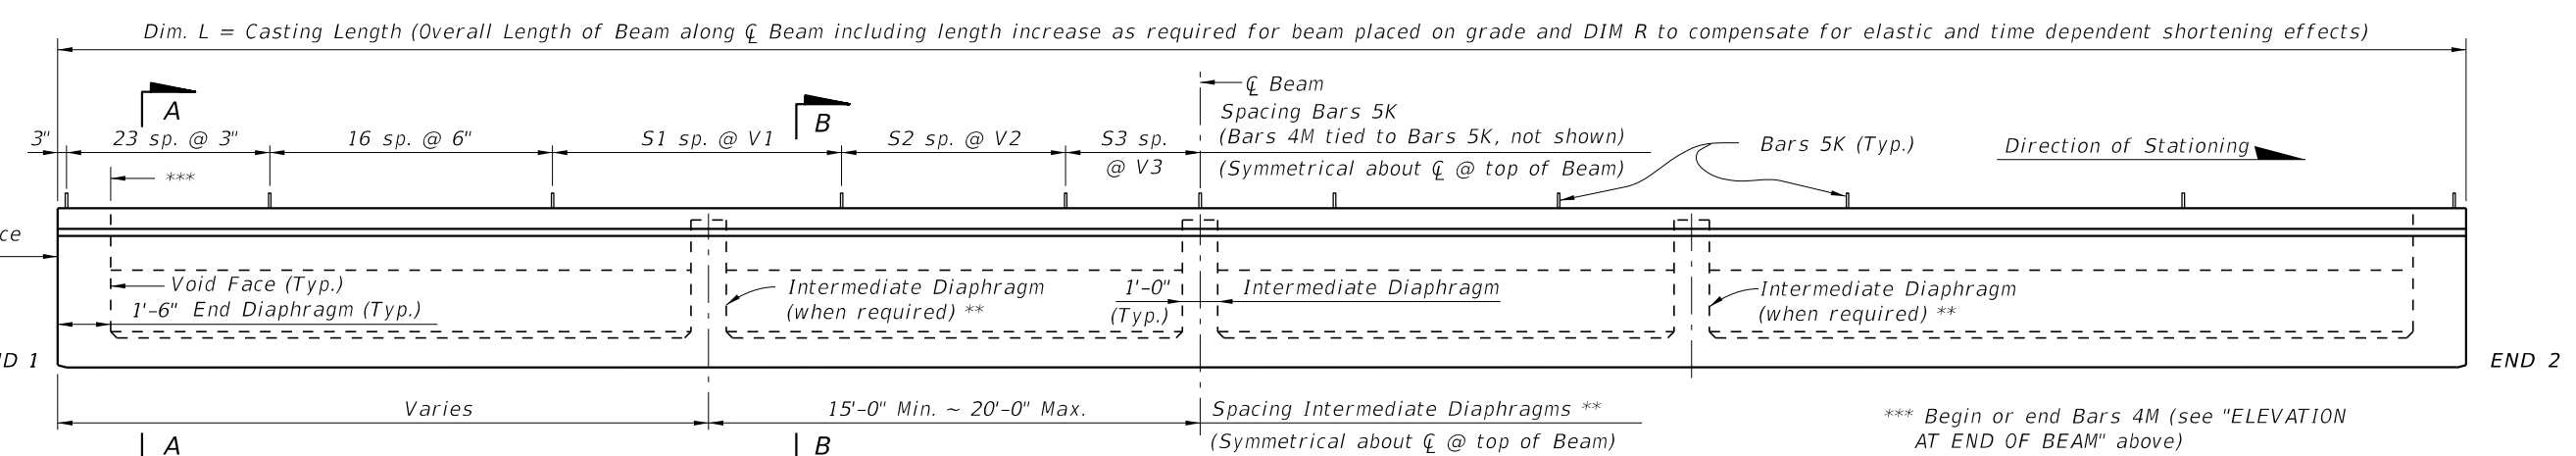 Dim. L = Casting Length (Overall Length of Beam along ℄ Beam including length increase as required for beam placed on grade and DIM R to compensate for elastic and time dependent shortening effects)
A
B
℄ Beam
Spacing Bars 5K
(Bars 4M tied to Bars 5K, not shown)
(Symmetrical about ℄ @ top of Beam)
3"
23 sp. @ 3"
16 sp. @ 6"
S1 sp. @ V1
S2 sp. @ V2
S3 sp.
@ V3
Bars 5K (Typ.)
Direction of Stationing
***
ce
Void Face (Typ.)
1'-6" End Diaphragm (Typ.)
Intermediate Diaphragm
(when required) **
1'-0"
(Typ.)
Intermediate Diaphragm
Intermediate Diaphragm
(when required) **
D 1
END 2
Varies
15'-0" Min. ~ 20'-0" Max.
Spacing Intermediate Diaphragms **
(Symmetrical about ℄ @ top of Beam)
*** Begin or end Bars 4M (see "ELEVATION
AT END OF BEAM" above)
A
B